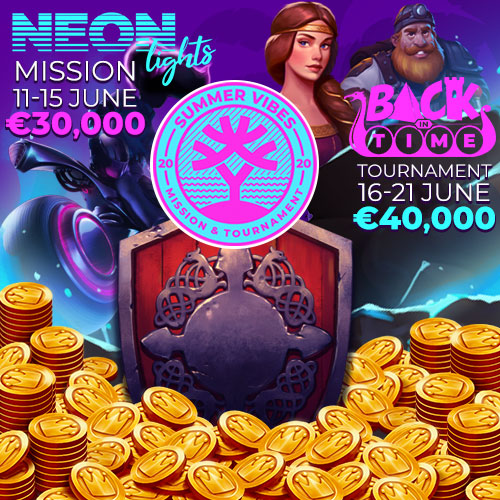 NEON
lights
MISSION
11-15 JUNE
€30,000
SUMMER VIBES
20 20
MISSION & TOURNAMENT
BACK
IN
TIME
TOURNAMENT
16-21 JUNE
€40,000